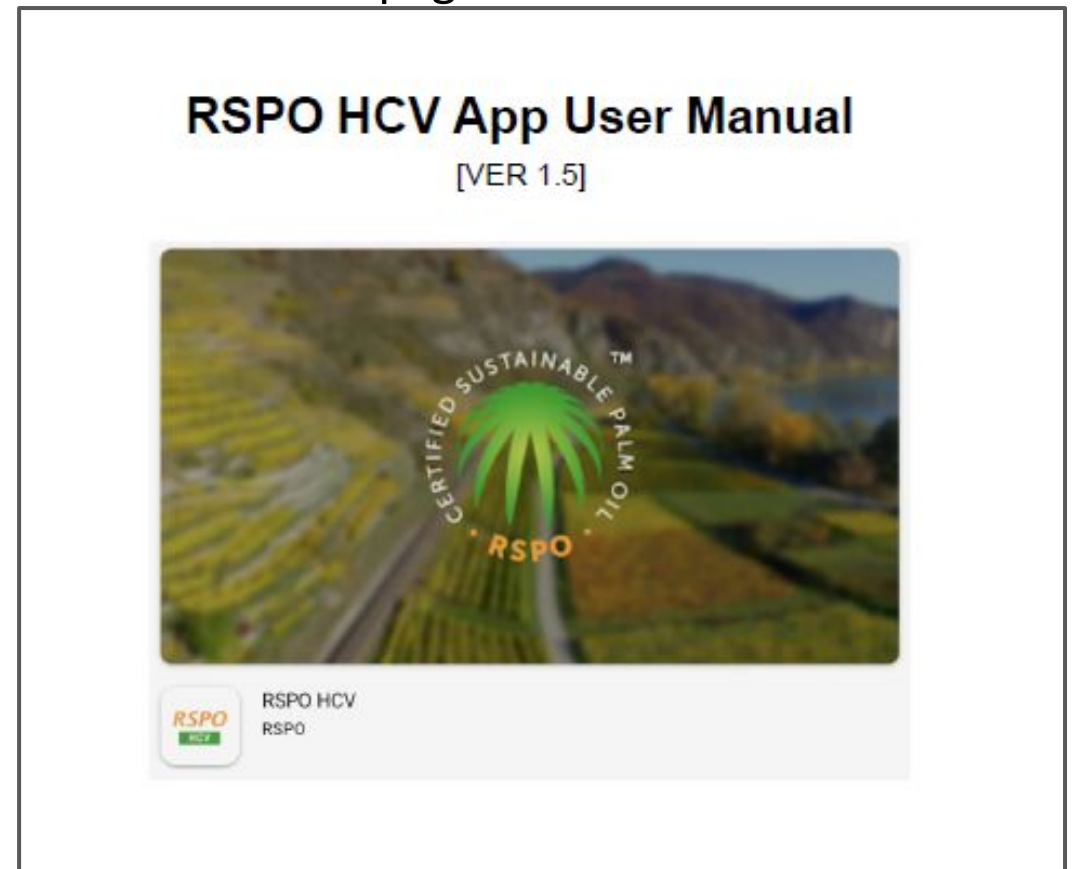 RSPO HCV App User Manual
[VER 1.5]
CERTIFIED SUSTAINABLE PALM OIL
TM
· RSPO ·
RSPO
HCV
RSPO HCV
RSPO